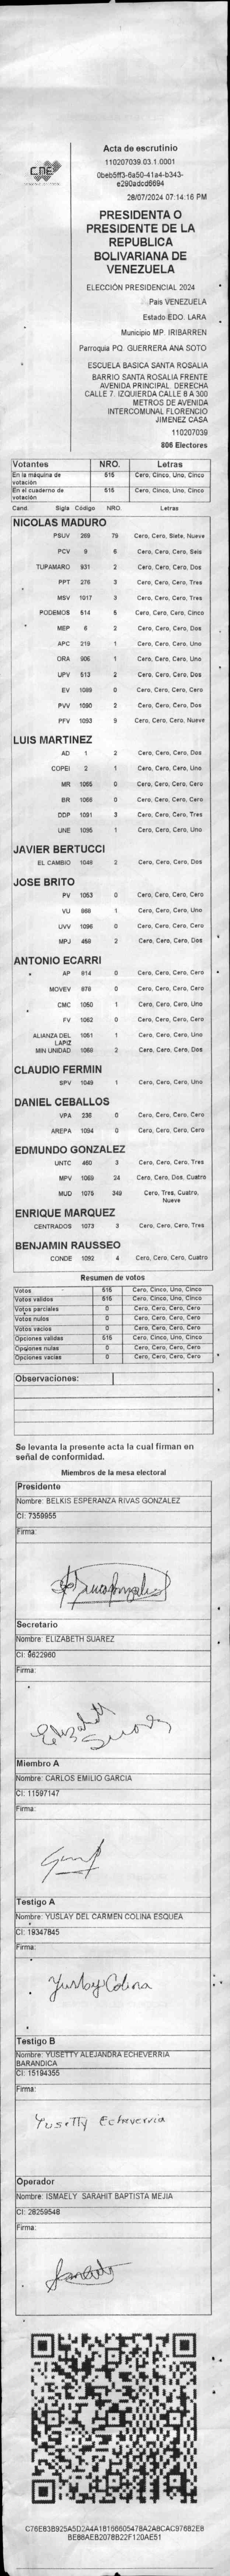 CNE
Acta de escrutinio
110207039.03.1.0001
0beb5ff3-6a50-41a4-b343-
e290adcd6694
28/07/2024 07:14:16 PM
PRESIDENTA O
PRESIDENTE DE LA
REPUBLICA
BOLIVARIANA DE
VENEZUELA
ELECCIÓN PRESIDENCIAL 2024
País VENEZUELA
Estado EDO. LARA
Municipio MP. IRIBARREN
Parroquia PQ. GUERRERA ANA SOTO
ESCUELA BASICA SANTA ROSALIA
BARRIO SANTA ROSALIA FRENTE
AVENIDA PRINCIPAL. DERECHA
CALLE 7. IZQUIERDA CALLE 8 A 300
METROS DE AVENIDA
INTERCOMUNAL FLORENCIO
JIMENEZ CASA
110207039
806 Electores
Votantes NRO. Letras
En la máquina de votación 515 Cero, Cinco, Uno, Cinco
En el cuaderno de votación 515 Cero, Cinco, Uno, Cinco
Cand. Sigla Código NRO. Letras
NICOLAS MADURO
PSUV 269 79 Cero, Cero, Siete, Nueve
PCV 9 6 Cero, Cero, Cero, Seis
TUPAMARO 931 2 Cero, Cero, Cero, Dos
PPT 276 3 Cero, Cero, Cero, Tres
MSV 1017 3 Cero, Cero, Cero, Tres
PODEMOS 514 5 Cero, Cero, Cero, Cinco
MEP 6 2 Cero, Cero, Cero, Dos
APC 219 1 Cero, Cero, Cero, Uno
ORA 906 1 Cero, Cero, Cero, Uno
UPV 513 2 Cero, Cero, Cero, Dos
EV 1089 0 Cero, Cero, Cero, Cero
PVV 1090 2 Cero, Cero, Cero, Dos
PFV 1093 9 Cero, Cero, Cero, Nueve
LUIS MARTINEZ
AD 1 2 Cero, Cero, Cero, Dos
COPEI 2 1 Cero, Cero, Cero, Uno
MR 1065 0 Cero, Cero, Cero, Cero
BR 1066 0 Cero, Cero, Cero, Cero
DDP 1091 3 Cero, Cero, Cero, Tres
UNE 1095 1 Cero, Cero, Cero, Uno
JAVIER BERTUCCI
EL CAMBIO 1048 2 Cero, Cero, Cero, Dos
JOSE BRITO
PV 1053 0 Cero, Cero, Cero, Cero
VU 868 1 Cero, Cero, Cero, Uno
UVV 1096 0 Cero, Cero, Cero, Cero
MPJ 459 2 Cero, Cero, Cero, Dos
ANTONIO ECARRI
AP 914 0 Cero, Cero, Cero, Cero
MOVEV 678 0 Cero, Cero, Cero, Cero
CMC 1050 1 Cero, Cero, Cero, Uno
FV 1062 0 Cero, Cero, Cero, Cero
ALIANZA DEL LAPIZ 1051 1 Cero, Cero, Cero, Uno
MIN UNIDAD 1068 2 Cero, Cero, Cero, Dos
CLAUDIO FERMIN
SPV 1049 1 Cero, Cero, Cero, Uno
DANIEL CEBALLOS
VPA 236 0 Cero, Cero, Cero, Cero
AREPA 1094 0 Cero, Cero, Cero, Cero
EDMUNDO GONZALEZ
UNTC 460 3 Cero, Cero, Cero, Tres
MPV 1069 24 Cero, Cero, Dos, Cuatro
MUD 1075 349 Cero, Tres, Cuatro,
Nueve
ENRIQUE MARQUEZ
CENTRADOS 1073 3 Cero, Cero, Cero, Tres
BENJAMIN RAUSSEO
CONDE 1092 4 Cero, Cero, Cero, Cuatro
Resumen de votos
Votos 515 Cero, Cinco, Uno, Cinco
Votos validos 515 Cero, Cinco, Uno, Cinco
Votos parciales 0 Cero, Cero, Cero, Cero
Votos nulos 0 Cero, Cero, Cero, Cero
Votos vacios 0 Cero, Cero, Cero, Cero
Opciones validas 515 Cero, Cinco, Uno, Cinco
Opciones nulas 0 Cero, Cero, Cero, Cero
Opciones vacias 0 Cero, Cero, Cero, Cero
Observaciones:
Se levanta la presente acta la cual firman en
señal de conformidad.
Miembros de la mesa electoral
Presidente
Nombre: BELKIS ESPERANZA RIVAS GONZALEZ
CI: 7359955
Firma:
Secretario
Nombre: ELIZABETH SUAREZ
CI: 9622960
Firma:
Elizabeth
Suarez
Miembro A
Nombre: CARLOS EMILIO GARCIA
CI: 11597147
Firma:
Testigo A
Nombre: YUSLAY DEL CARMEN COLINA ESQUEA
CI: 19347845
Firma:
Yuslay Colina
Testigo B
Nombre: YUSETTY ALEJANDRA ECHEVERRIA
BARANDICA
CI: 15194355
Firma:
Yusetty Echeverria
Operador
Nombre: ISMAELY SARAHIT BAPTISTA MEJIA
CI: 28259548
Firma:
C76E83B925A5D2A4A18166605478A2A8CAC976B2E8
BE88AEB2078B22F120AE51